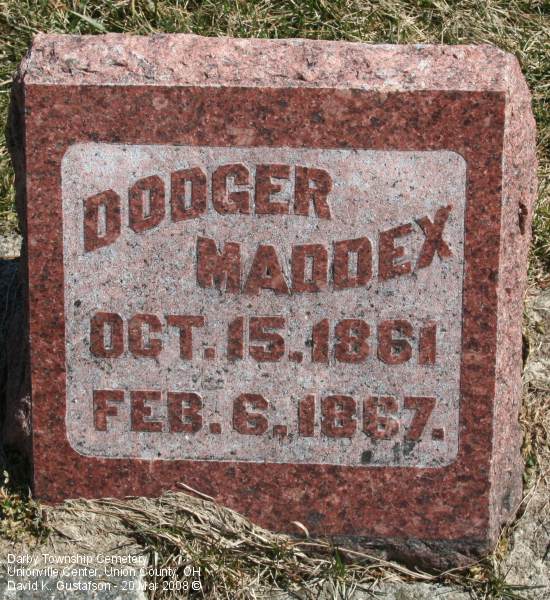 DODGER
MADDEX
OCT. 15. 1861
FEB. 6. 1867.
Darby Township Cemetery
Unionville Center, Union County, OH
David K. Gustafson - 20 Mar 2008 ©